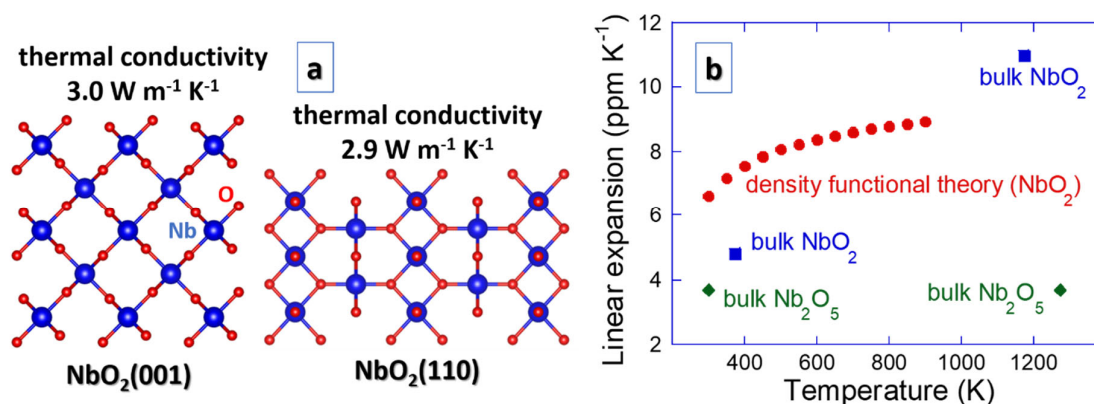 thermal conductivity
3.0 W m⁻¹ K⁻¹
a
thermal conductivity
2.9 W m⁻¹ K⁻¹
O
Nb
NbO₂(001)
NbO₂(110)
b
Linear expansion (ppm K⁻¹)
12
10
8
6
4
2
bulk NbO₂
density functional theory (NbO₂)
bulk NbO₂
bulk Nb₂O₅
bulk Nb₂O₅
400 600 800 1000 1200
Temperature (K)